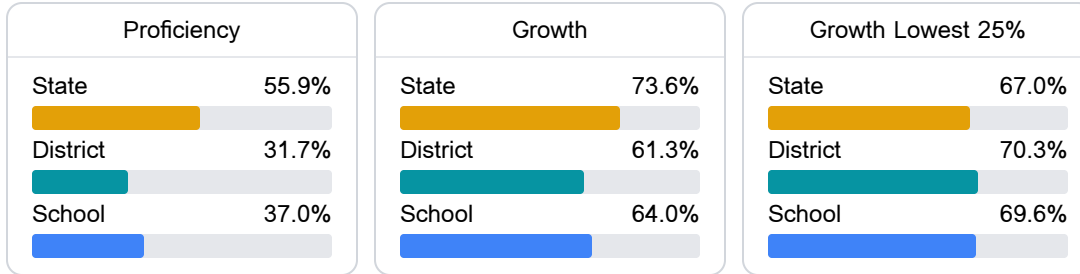 Proficiency
State 55.9%
District 31.7%
School 37.0%
Growth
State 73.6%
District 61.3%
School 64.0%
Growth Lowest 25%
State 67.0%
District 70.3%
School 69.6%